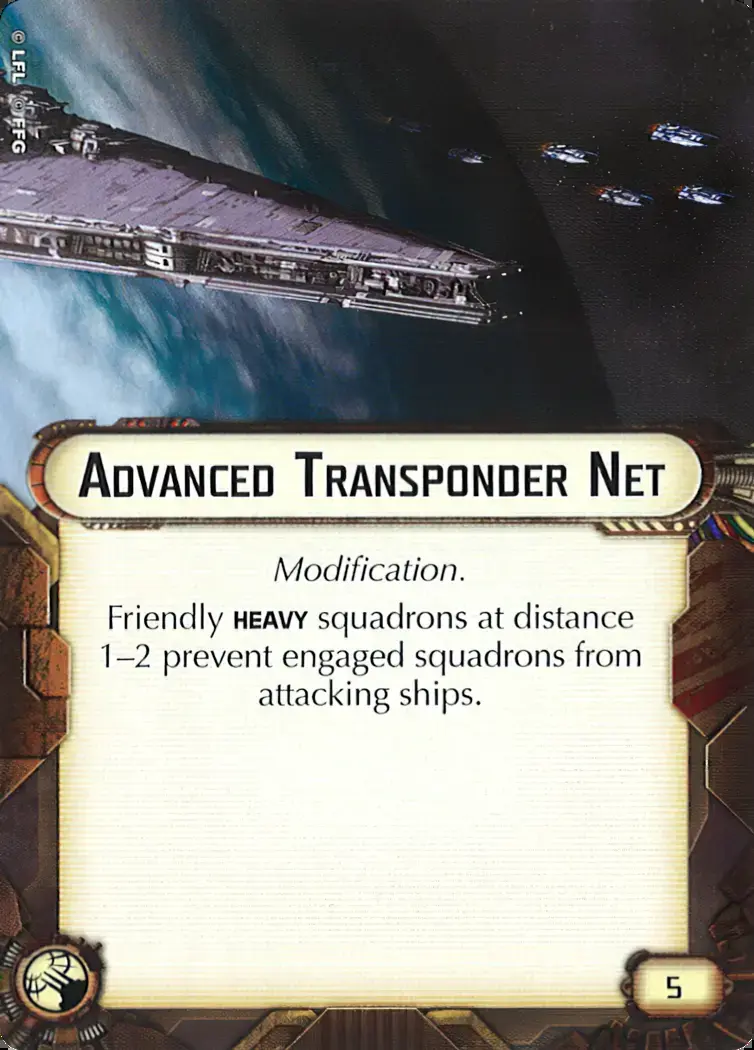 © LFL © FFG
Advanced Transponder Net
Modification.
Friendly HEAVY squadrons at distance
1–2 prevent engaged squadrons from
attacking ships.
5